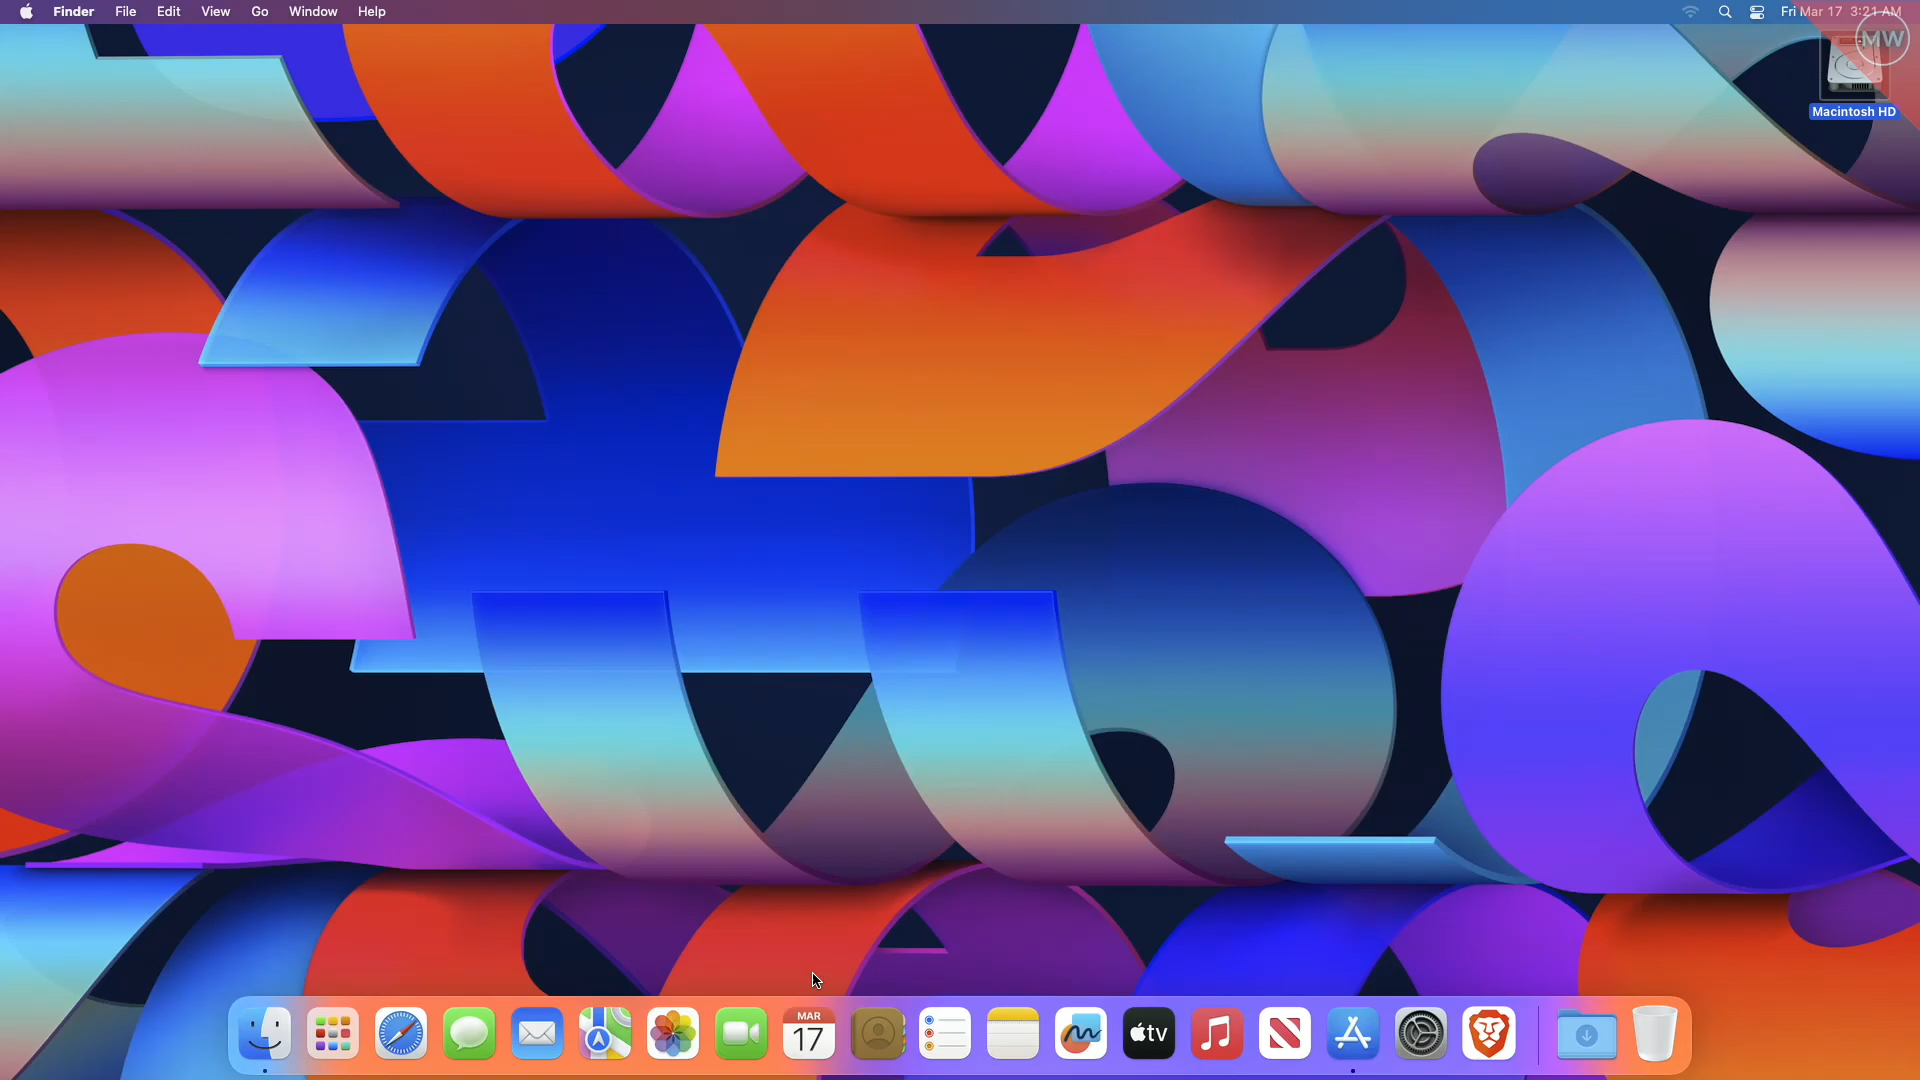 Finder File Edit View Go Window Help
Fri Mar 17 3:21 AM
MW
Macintosh HD
MAR
17
tv